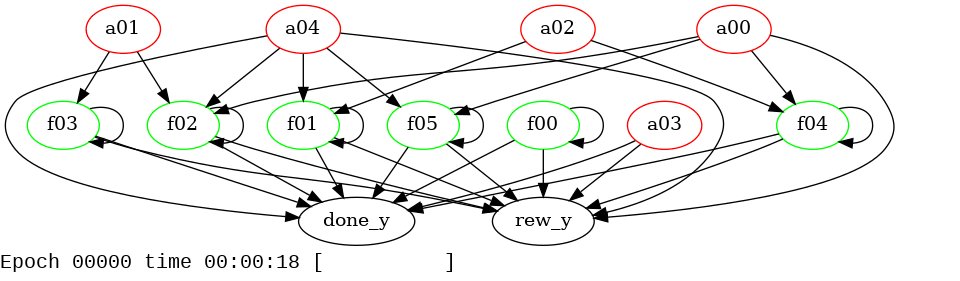 a01 a04 a02 a00
f03 f02 f01 f05 f00 a03 f04
done_y rew_y
Epoch 00000 time 00:00:18 [          ]